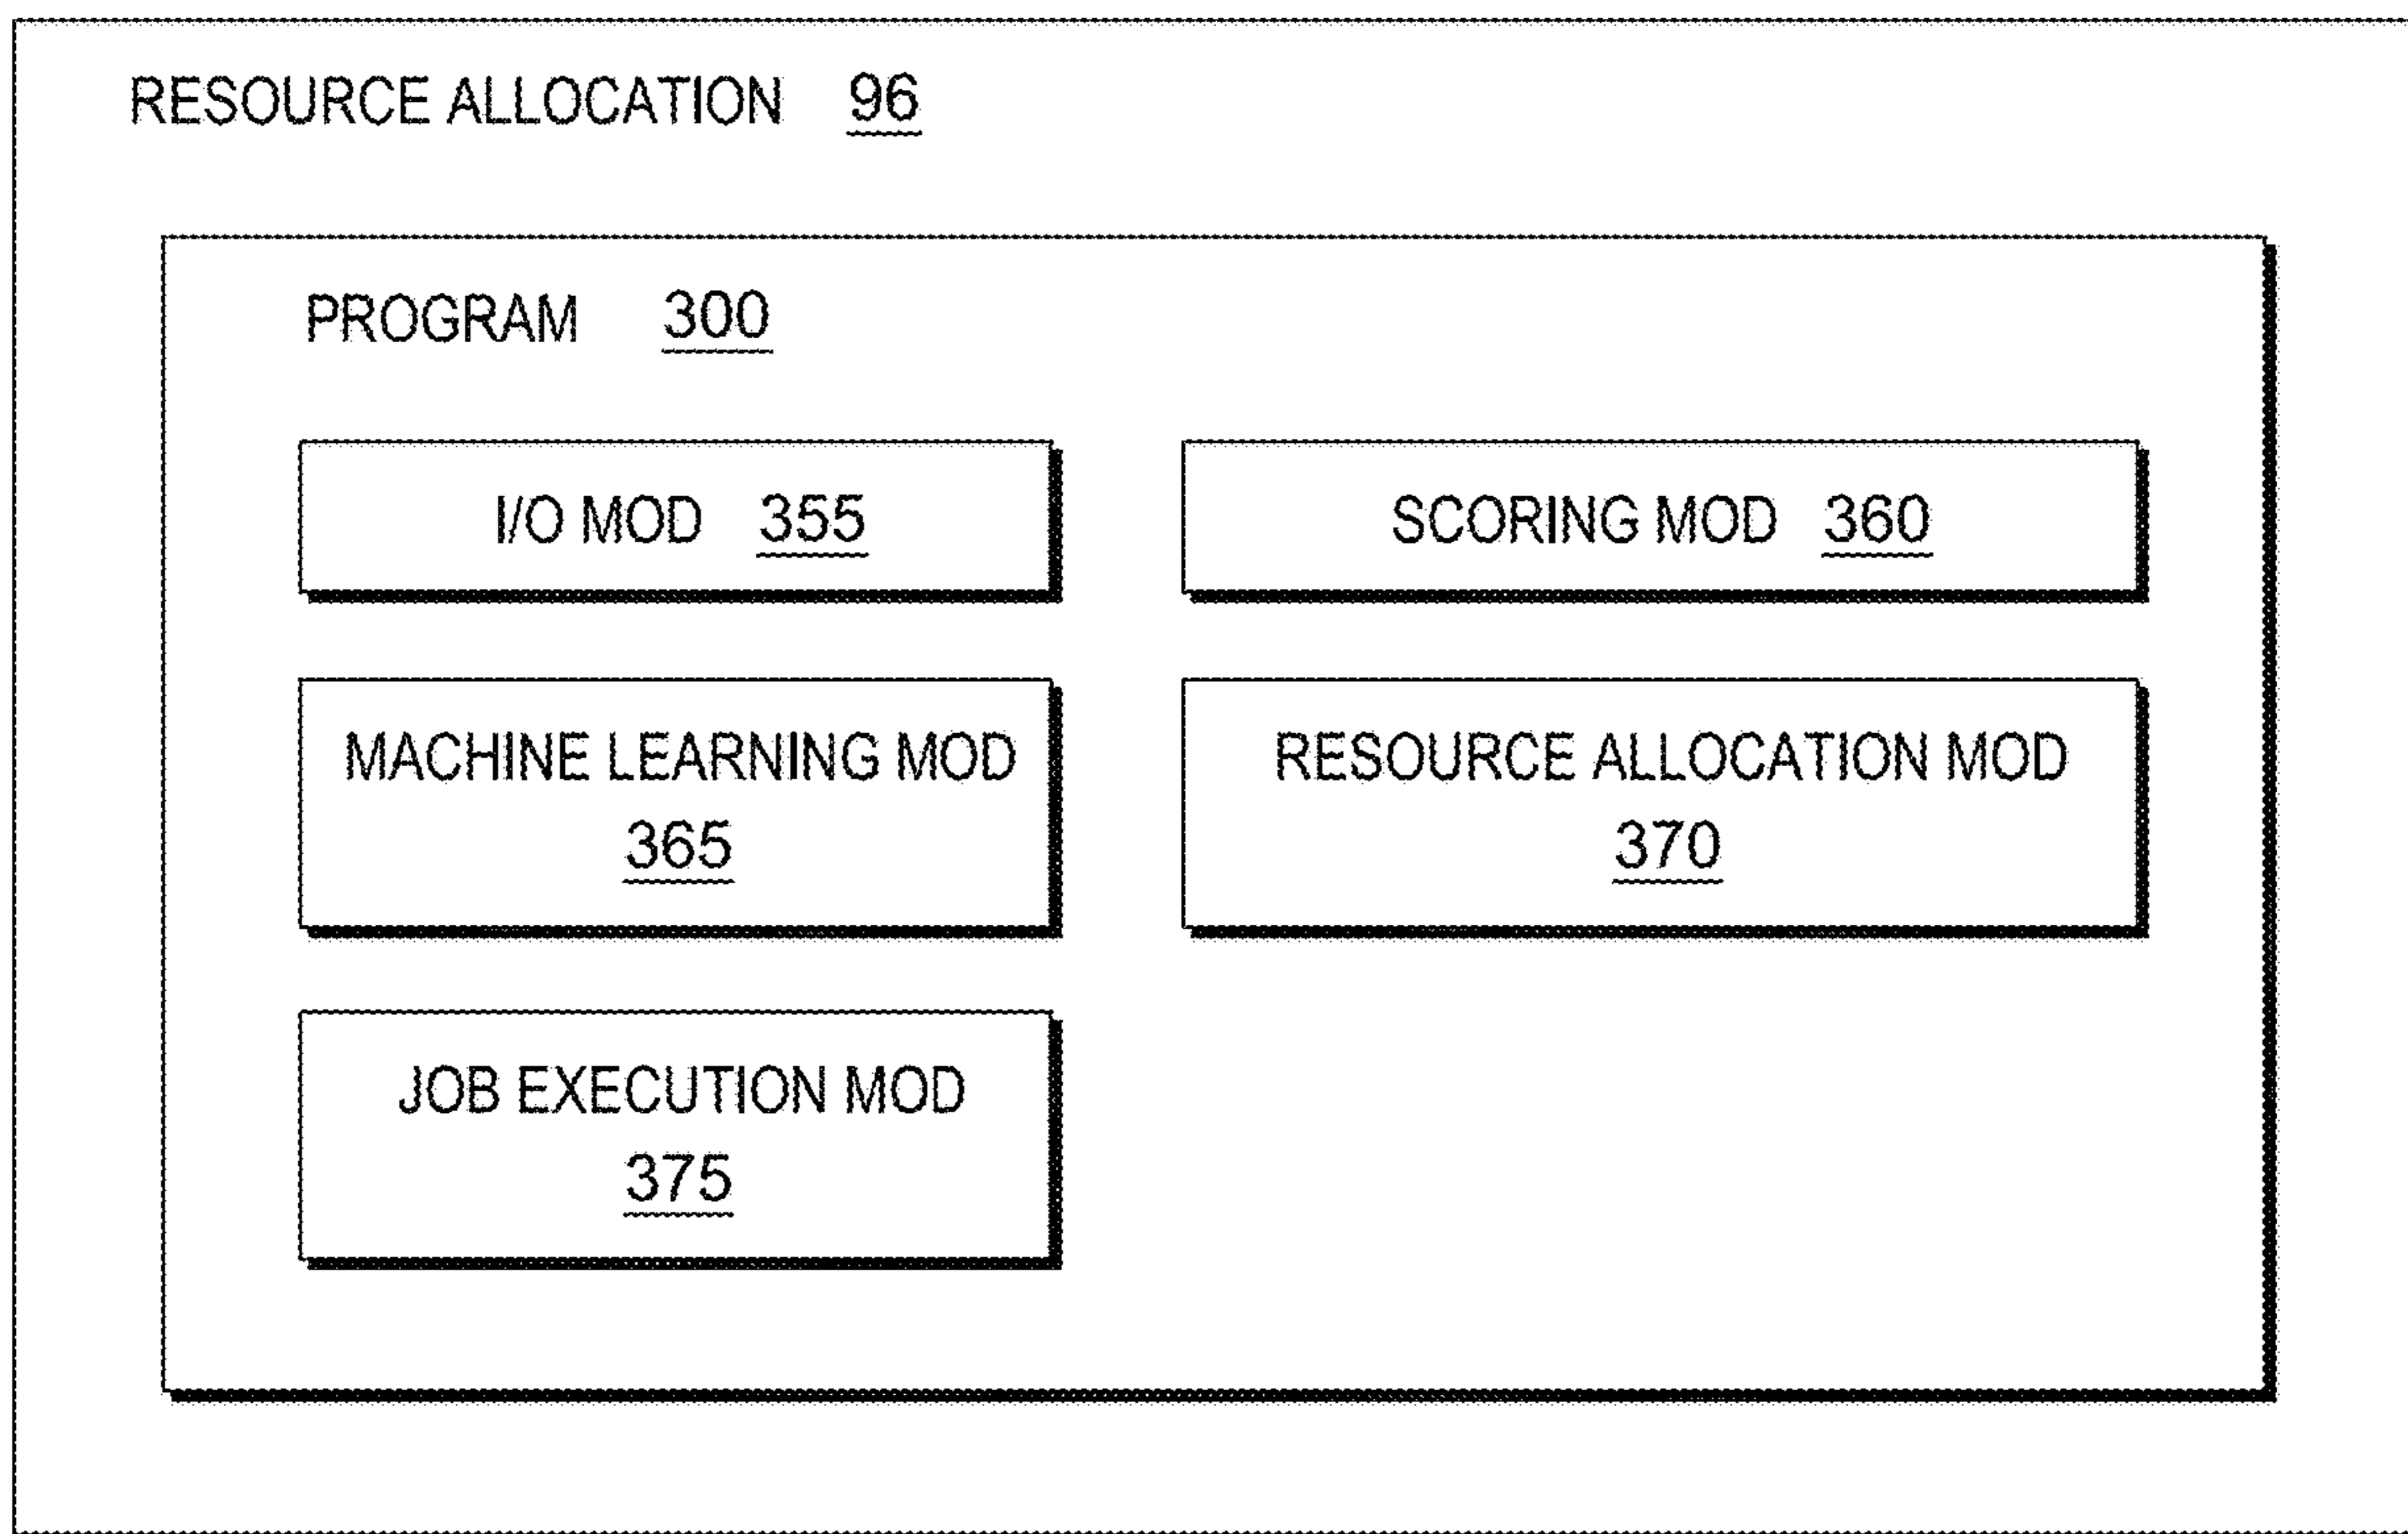 RESOURCE ALLOCATION 96
PROGRAM 300
I/O MOD 355
SCORING MOD 360
MACHINE LEARNING MOD
365
RESOURCE ALLOCATION MOD
370
JOB EXECUTION MOD
375